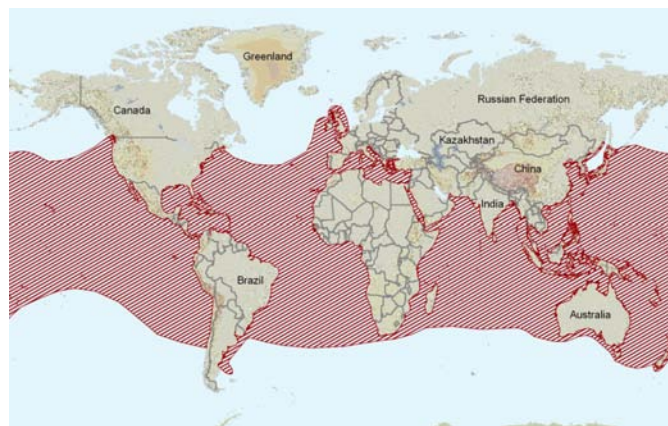 Greenland
Canada
Russian Federation
Kazakhstan
China
India
Brazil
Australia